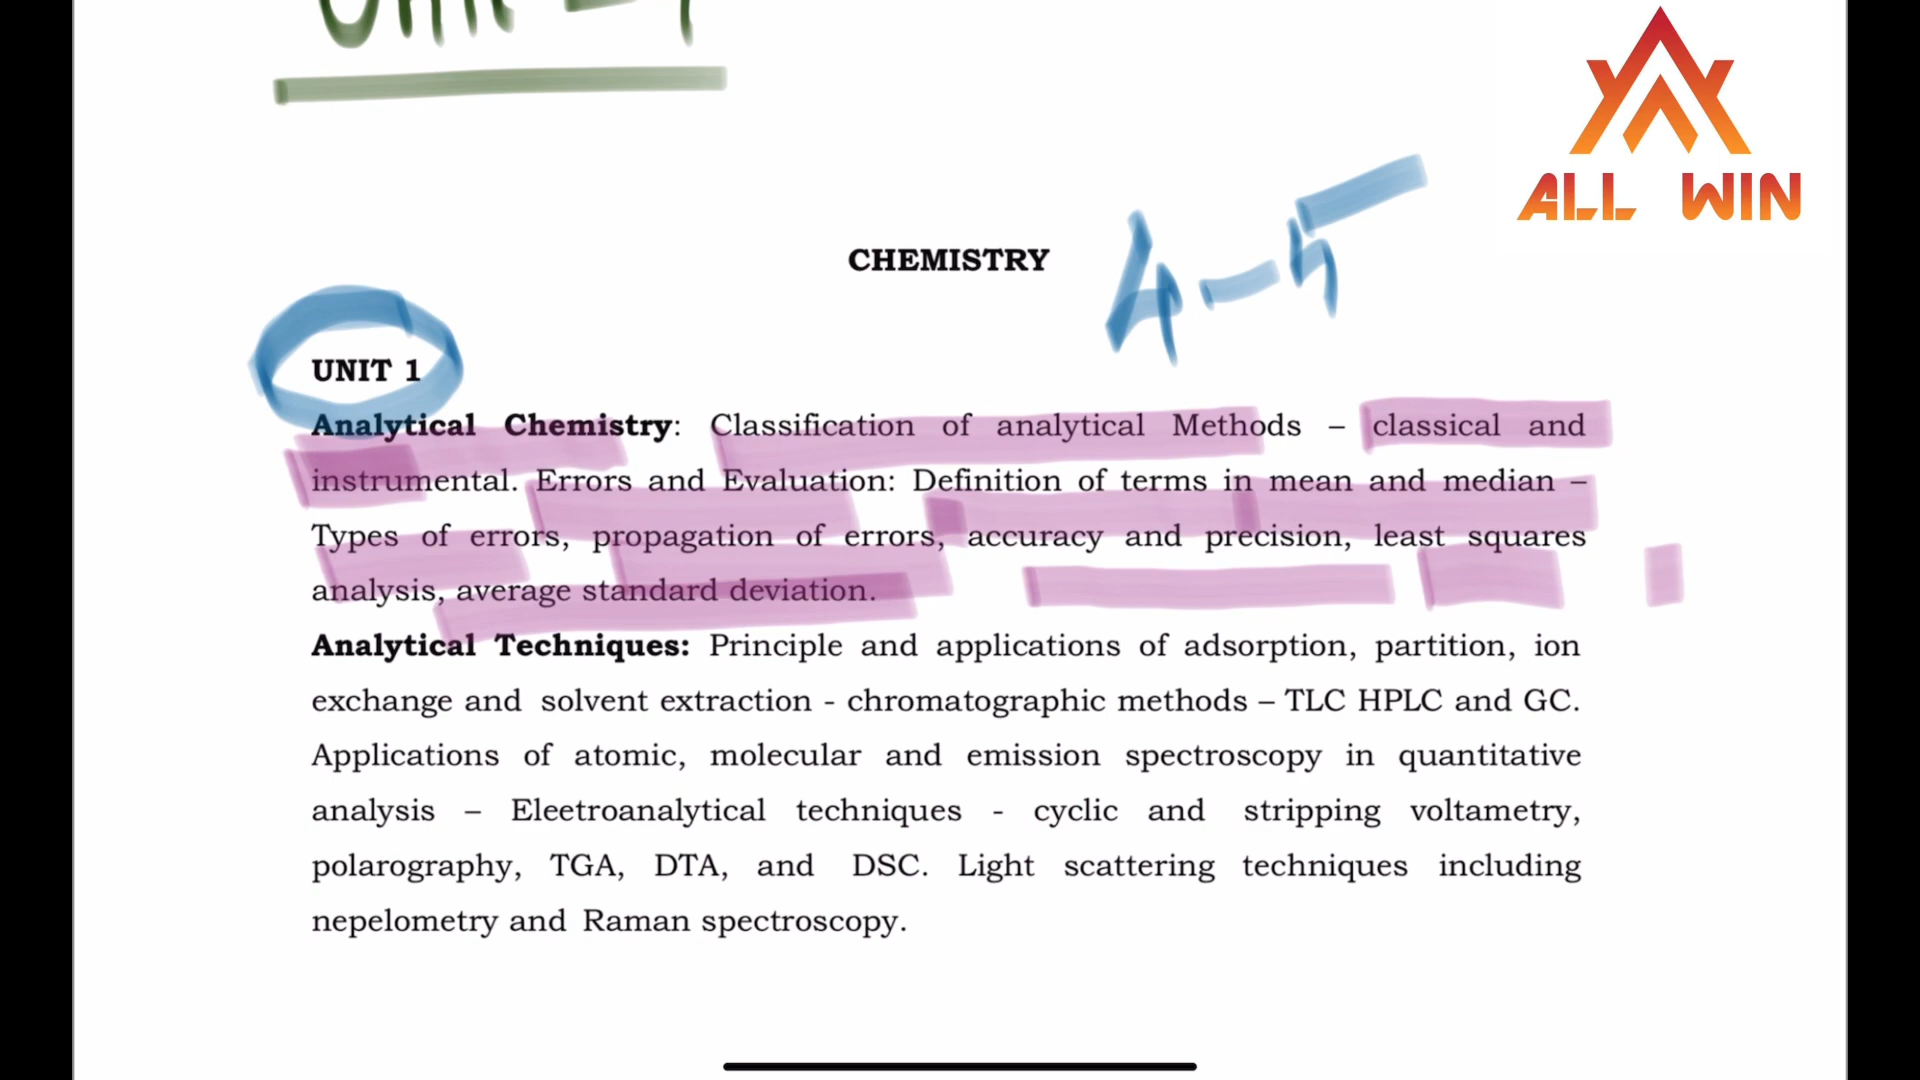 ALL WIN
4-5
CHEMISTRY
UNIT 1
Analytical Chemistry: Classification of analytical Methods – classical and
instrumental. Errors and Evaluation: Definition of terms in mean and median –
Types of errors, propagation of errors, accuracy and precision, least squares
analysis, average standard deviation.
Analytical Techniques: Principle and applications of adsorption, partition, ion
exchange and solvent extraction - chromatographic methods – TLC HPLC and GC.
Applications of atomic, molecular and emission spectroscopy in quantitative
analysis – Eleetroanalytical techniques - cyclic and stripping voltametry,
polarography, TGA, DTA, and DSC. Light scattering techniques including
nepelometry and Raman spectroscopy.